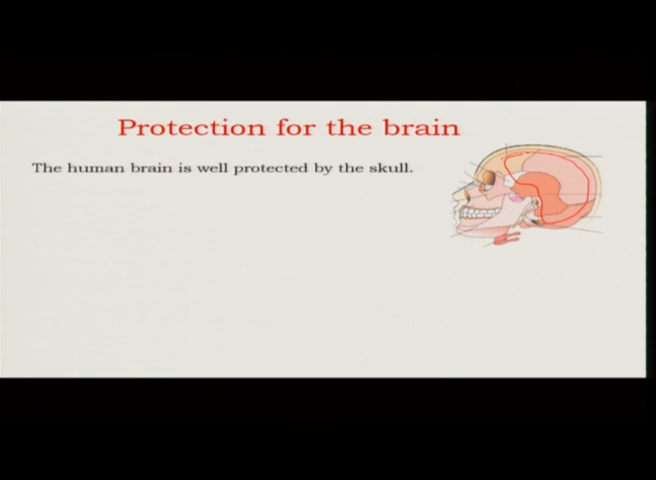 Protection for the brain
The human brain is well protected by the skull.